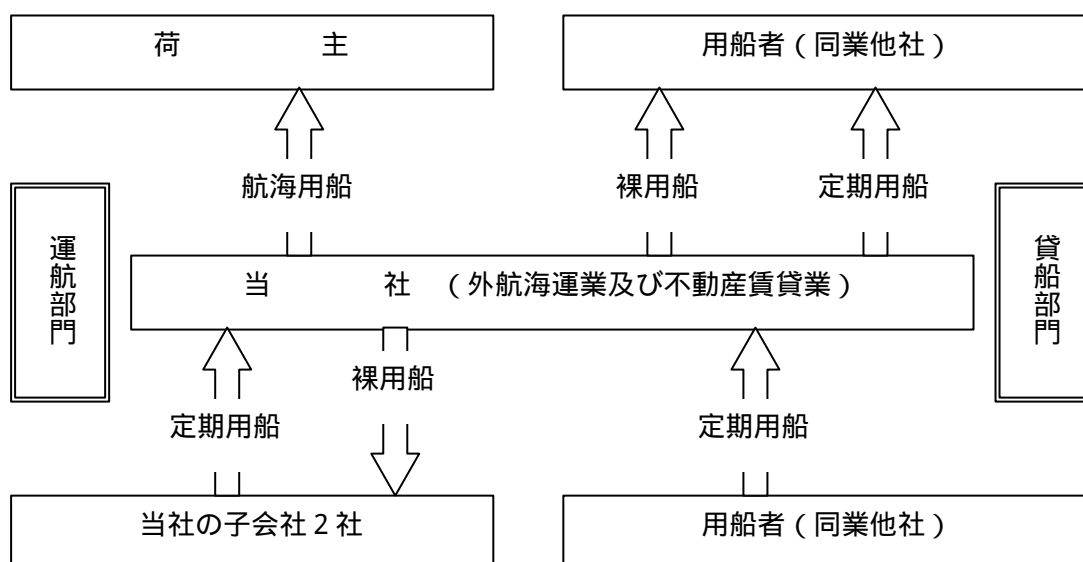 荷　　　　主
用船者(同業他社)
航海用船
裸用船
定期用船
運航部門
当　　　　社　(外航海運業及び不動産賃貸業)
貸船部門
裸用船
定期用船
定期用船
当社の子会社2社
用船者(同業他社)